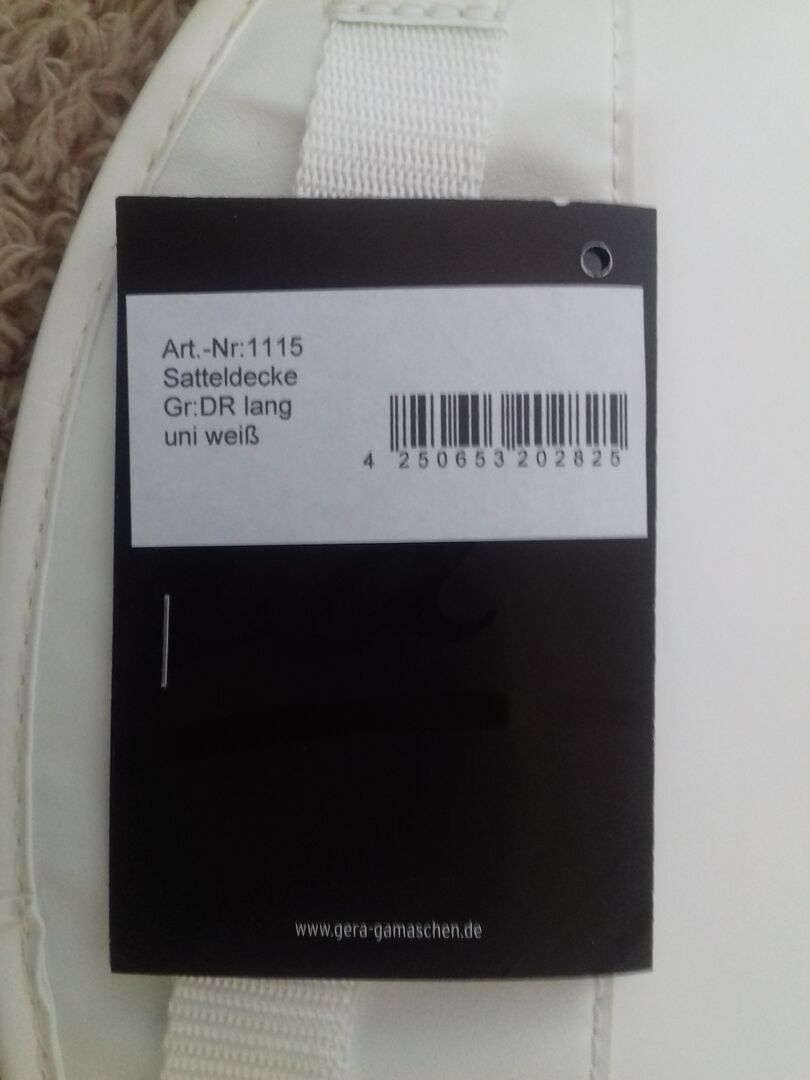 Art.-Nr:1115
Satteldecke
Gr:DR lang
uni weiß
4 250653 202825
www.gera-gamaschen.de